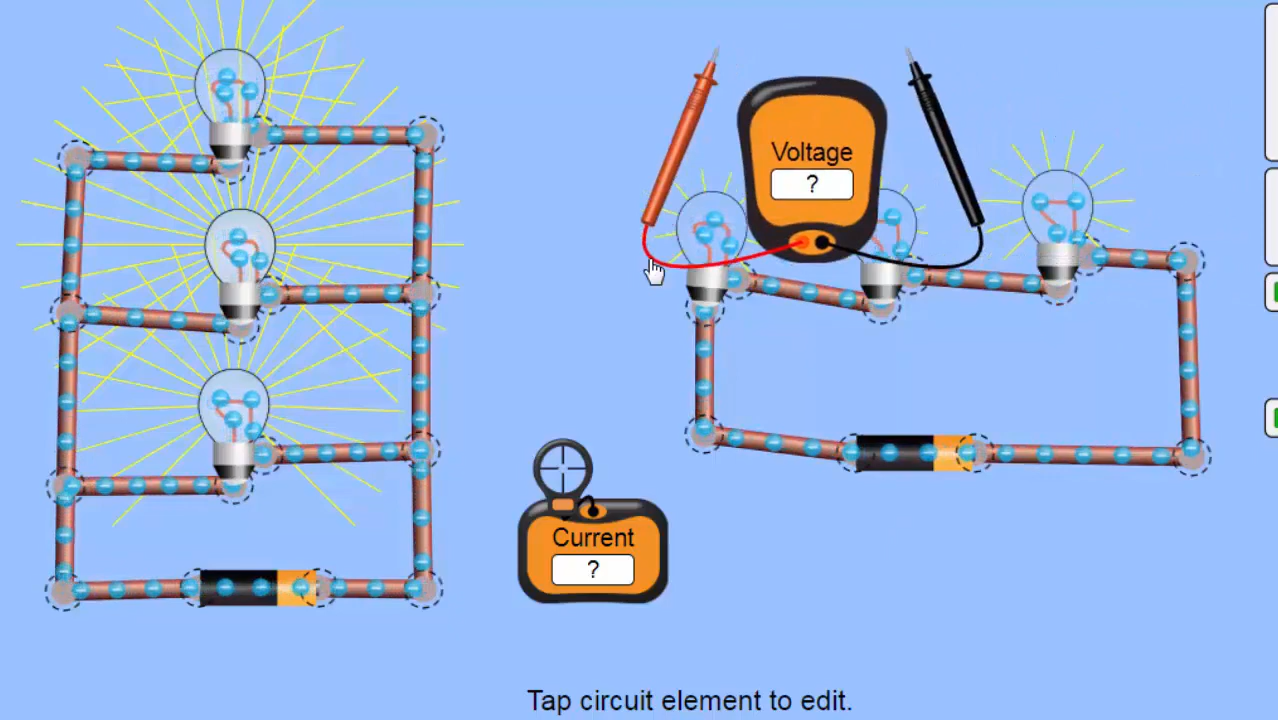 Voltage
?
Current
?
Tap circuit element to edit.